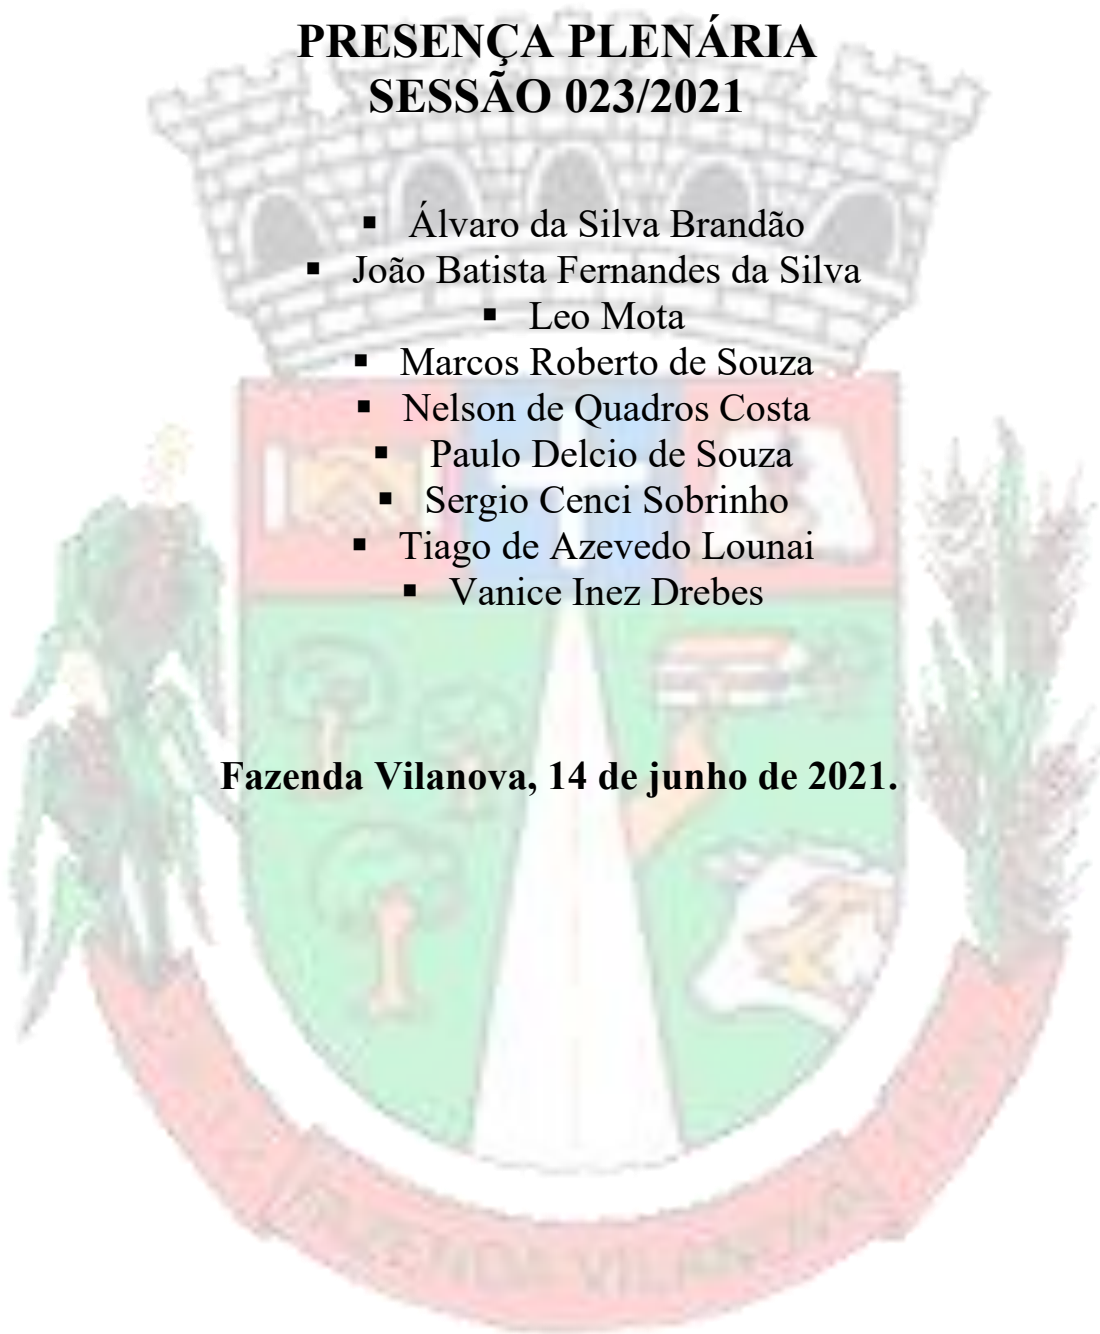 PRESENÇA PLENÁRIA
SESSÃO 023/2021
▪ Álvaro da Silva Brandão
▪ João Batista Fernandes da Silva
▪ Leo Mota
▪ Marcos Roberto de Souza
▪ Nelson de Quadros Costa
▪ Paulo Delcio de Souza
▪ Sergio Cenci Sobrinho
▪ Tiago de Azevedo Lounai
▪ Vanice Inez Drebes
Fazenda Vilanova, 14 de junho de 2021.
FAZENDA VILANOVA